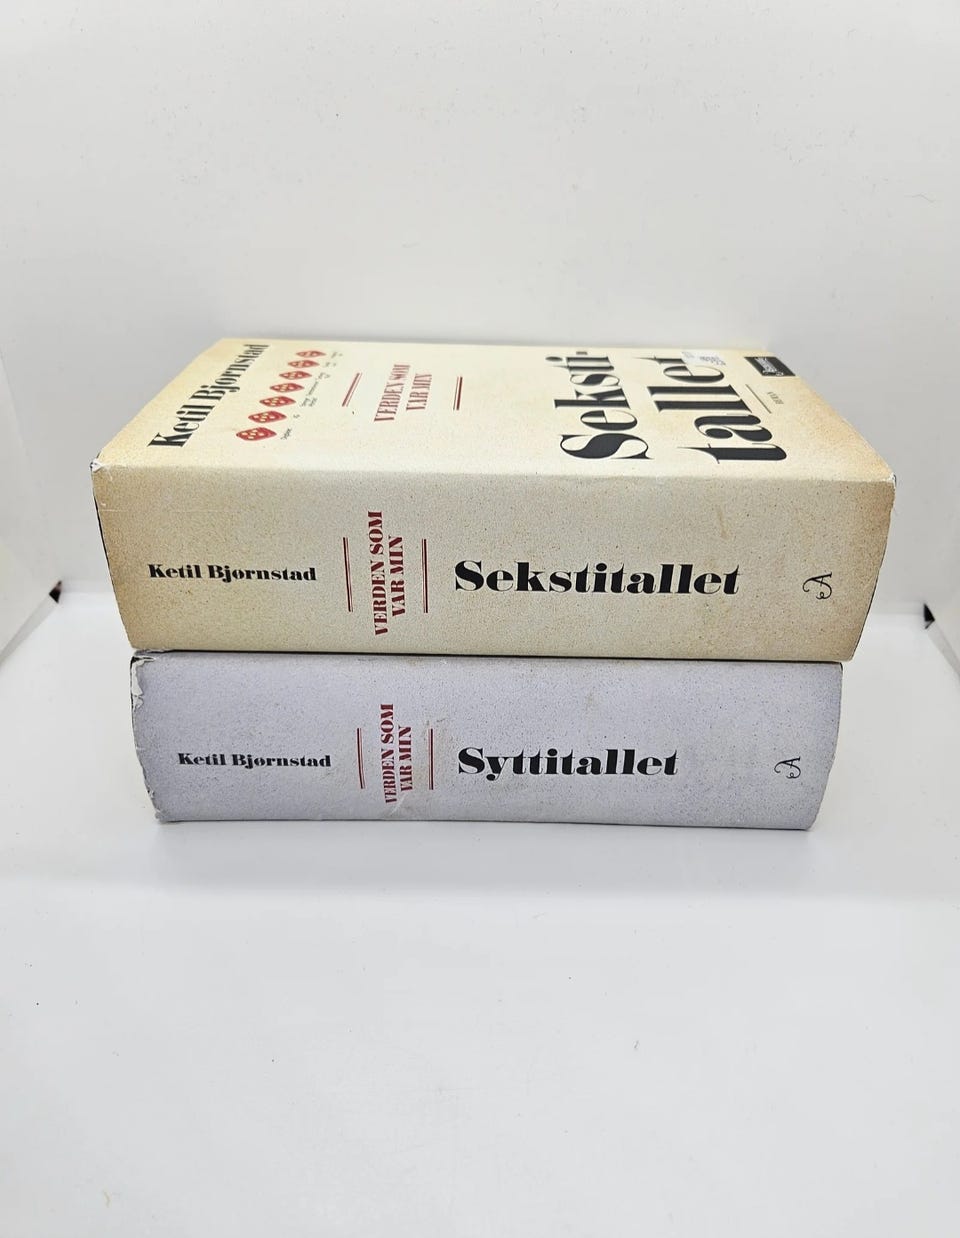 Ketil Bjørnstad
VERDEN SOM
VAR MIN
Seksti-
tallet
Ketil Bjørnstad
VERDEN SOM
VAR MIN
Sekstitallet
A
Ketil Bjørnstad
VERDEN SOM
VAR MIN
Syttitallet
A